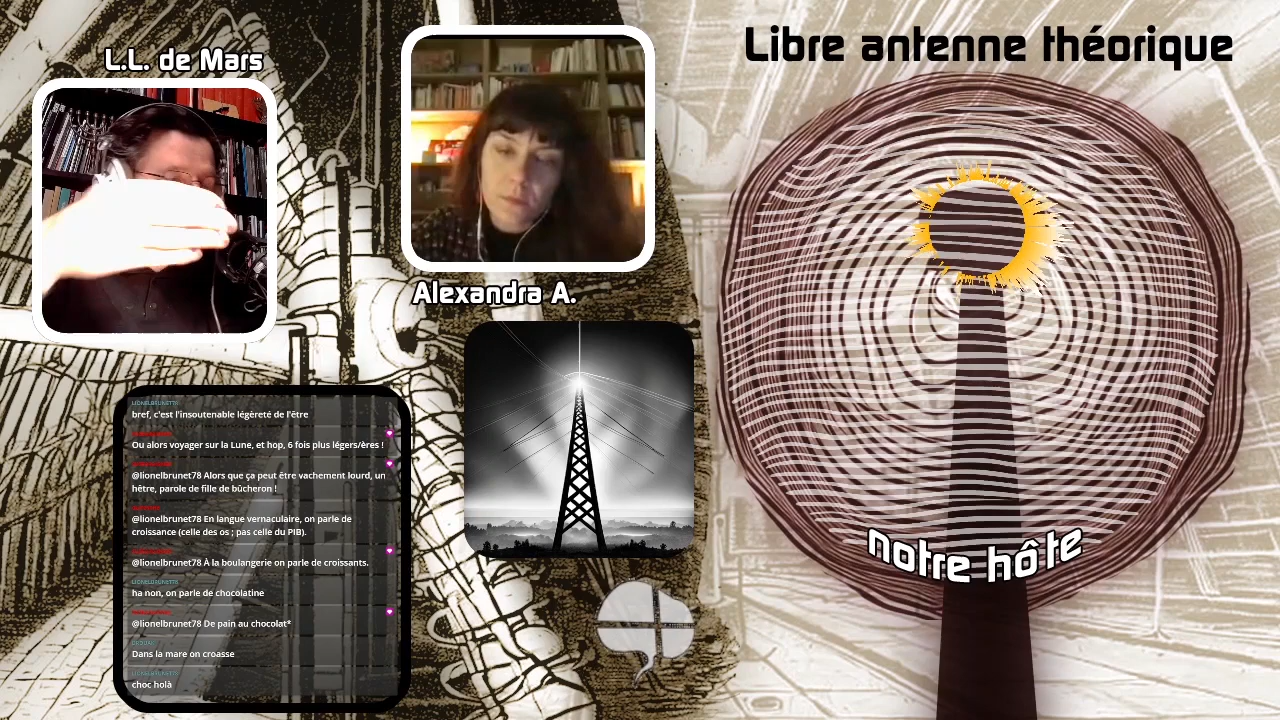 Libre antenne théorique
L.L. de Mars
Alexandra A.
LIONELBRUNET78
bref, c'est l'insoutenable légèreté de l'être
Ou alors voyager sur la Lune, et hop, 6 fois plus légers/ères !
@lionelbrunet78 Alors que ça peut être vachement lourd, un
hêtre, parole de fille de bûcheron !
@lionelbrunet78 En langue vernaculaire, on parle de
croissance (celle des os ; pas celle du PIB).
@lionelbrunet78 À la boulangerie on parle de croissants.
LIONELBRUNET78
ha non, on parle de chocolatine
@lionelbrunet78 De pain au chocolat*
Dans la mare on croasse
LIONELBRUNET78
choc holà
notre hôte